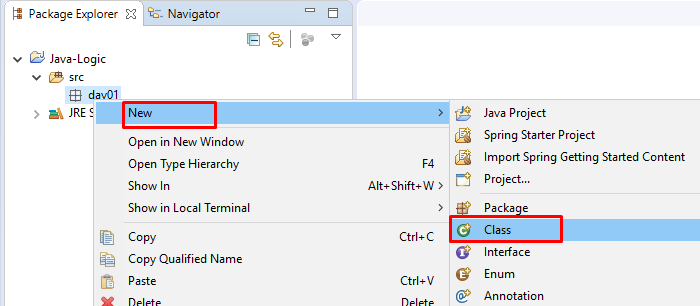 Package Explorer Navigator
Java-Logic
src
day01
JRE S
New
Open in New Window
Open Type Hierarchy F4
Show In Alt+Shift+W
Show in Local Terminal
Copy Ctrl+C
Copy Qualified Name
Paste Ctrl+V
Delete Delete
Java Project
Spring Starter Project
Import Spring Getting Started Content
Project...
Package
Class
Interface
Enum
Annotation